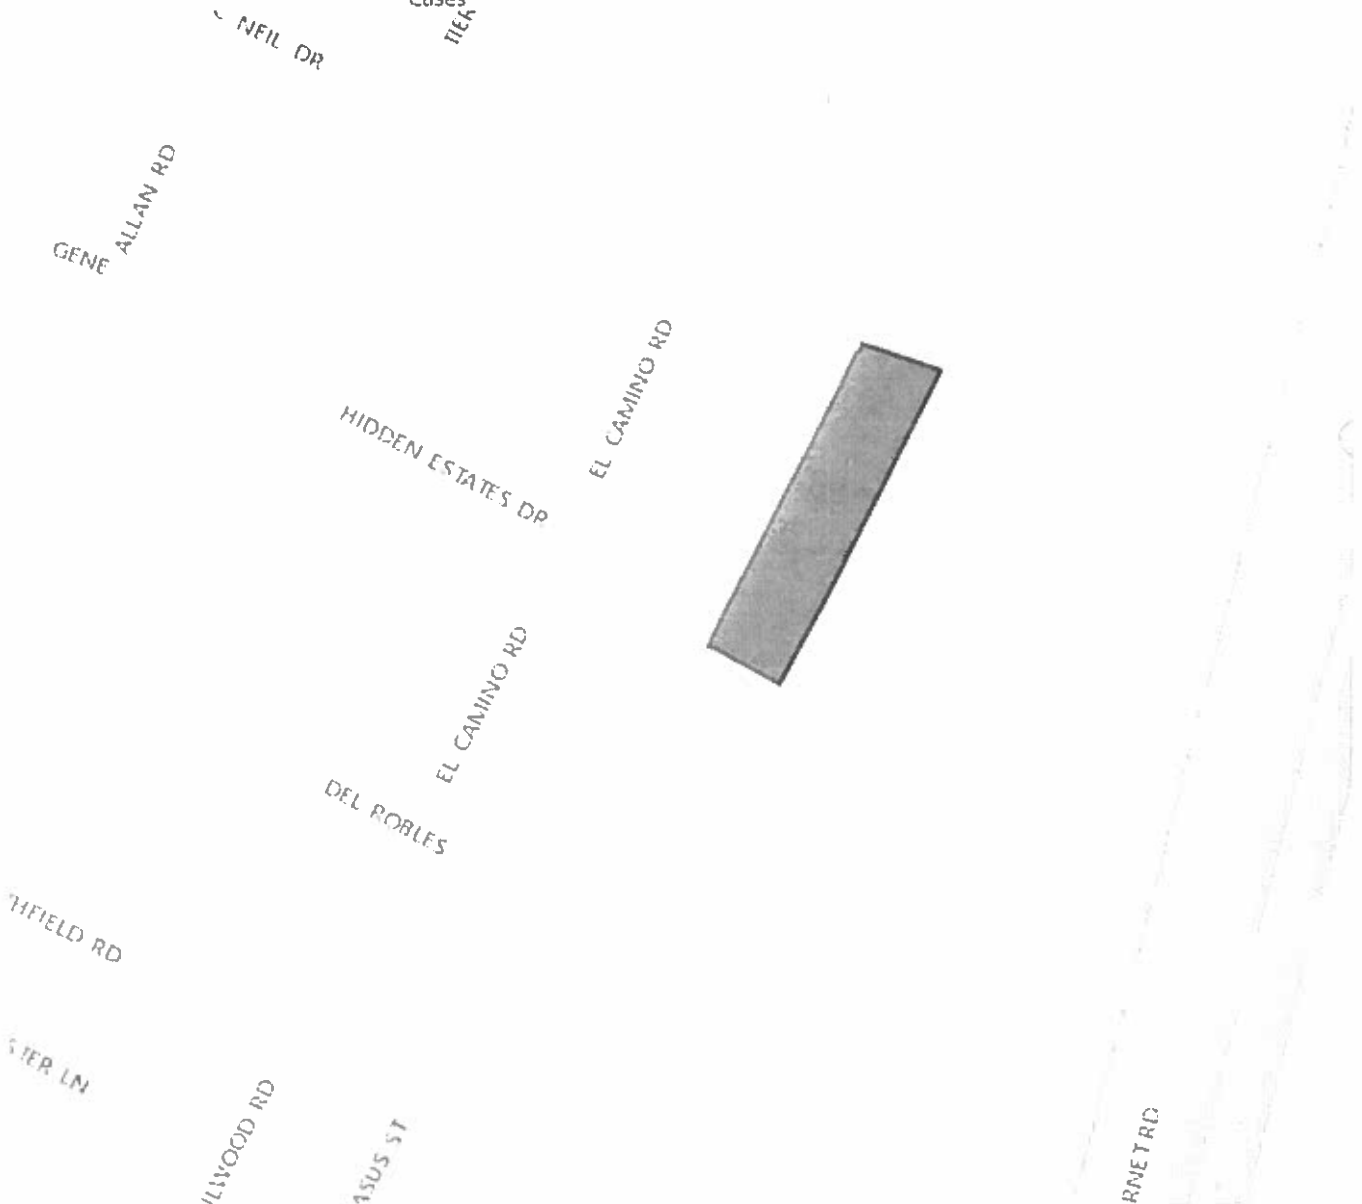 NEIL DR
ALLAN RD
GENE
EL CAMINO RD
HIDDEN ESTATES DR
EL CAMINO RD
DEL ROBLES
RD
LN
RD
ST
RD